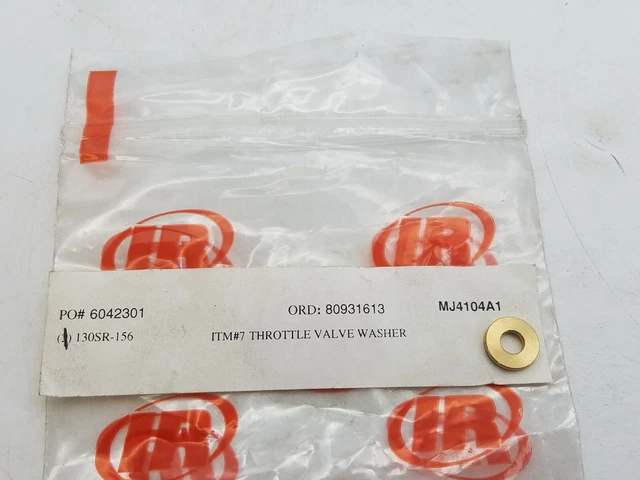 IR IR
PO# 6042301 ORD: 80931613 MJ4104A1
() 130SR-156 ITM#7 THROTTLE VALVE WASHER
IR IR